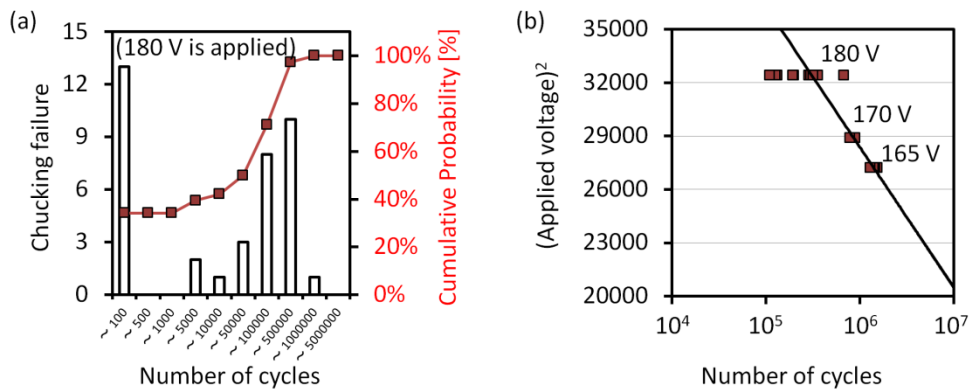 (a)
(180 V is applied)
Chucking failure
15
12
9
6
3
0
100%
80%
60%
40%
20%
0%
Cumulative Probability [%]
~ 100
~ 500
~ 1000
~ 5000
~ 10000
~ 50000
~ 100000
~ 500000
~ 1000000
~ 5000000
Number of cycles
(b)
(Applied voltage)²
35000
32000
29000
26000
23000
20000
180 V
170 V
165 V
10⁴
10⁵
10⁶
10⁷
Number of cycles